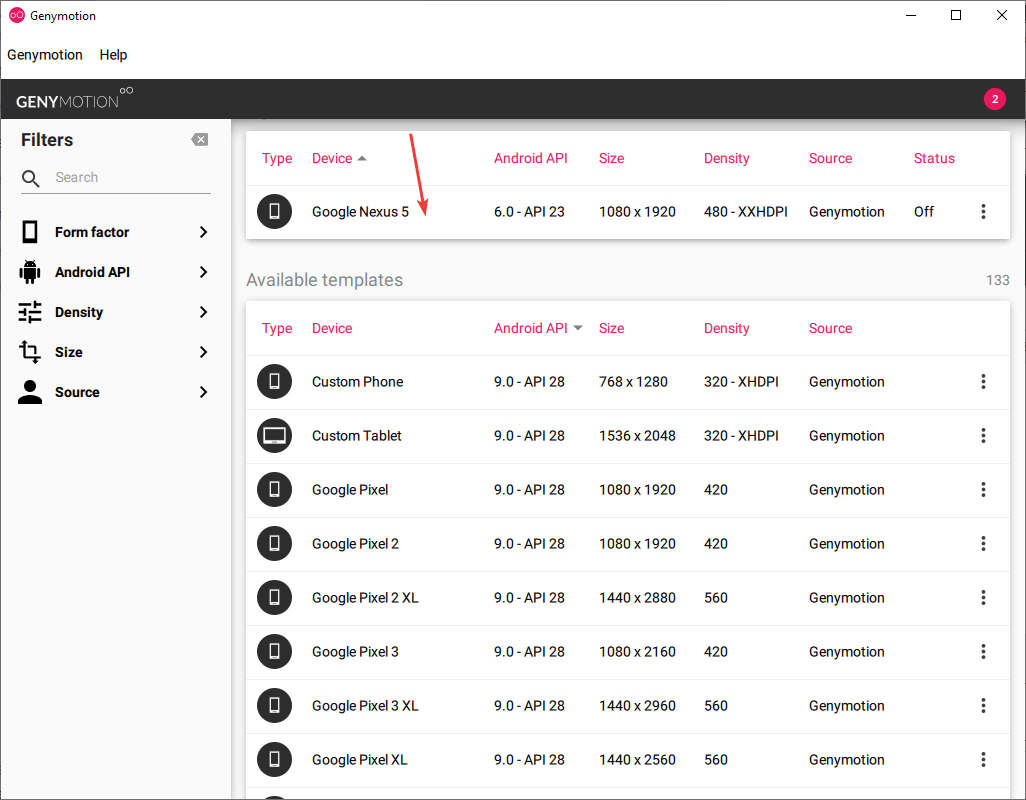 Genymotion
Genymotion Help
GENYMOTION
2
Filters
Search
Form factor
Android API
Density
Size
Source
Type Device Android API Size Density Source Status
Google Nexus 5 6.0 - API 23 1080 x 1920 480 - XXHDPI Genymotion Off
Available templates 133
Type Device Android API Size Density Source
Custom Phone 9.0 - API 28 768 x 1280 320 - XHDPI Genymotion
Custom Tablet 9.0 - API 28 1536 x 2048 320 - XHDPI Genymotion
Google Pixel 9.0 - API 28 1080 x 1920 420 Genymotion
Google Pixel 2 9.0 - API 28 1080 x 1920 420 Genymotion
Google Pixel 2 XL 9.0 - API 28 1440 x 2880 560 Genymotion
Google Pixel 3 9.0 - API 28 1080 x 2160 420 Genymotion
Google Pixel 3 XL 9.0 - API 28 1440 x 2960 560 Genymotion
Google Pixel XL 9.0 - API 28 1440 x 2560 560 Genymotion